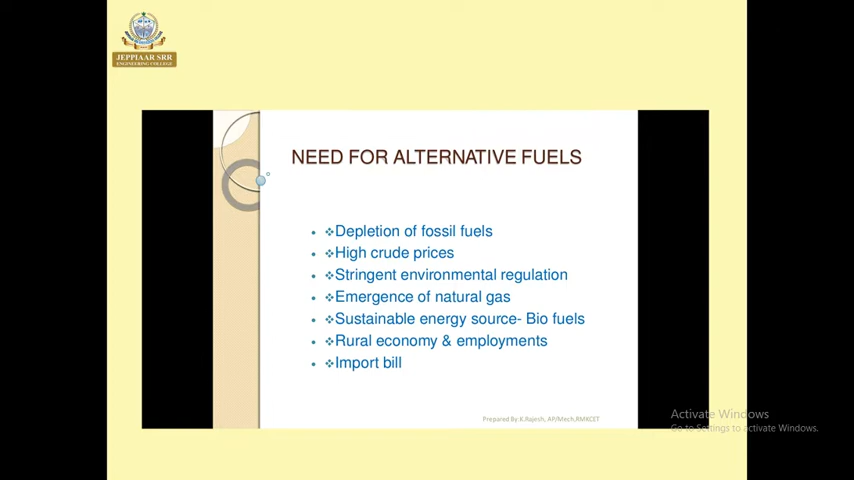 JEPPIAAR SRR
ENGINEERING COLLEGE
NEED FOR ALTERNATIVE FUELS
• ❖Depletion of fossil fuels
• ❖High crude prices
• ❖Stringent environmental regulation
• ❖Emergence of natural gas
• ❖Sustainable energy source- Bio fuels
• ❖Rural economy & employments
• ❖Import bill
Prepared By:K.Rajesh, AP/Mech,RMKCET
Activate Windows
Go to Settings to activate Windows.